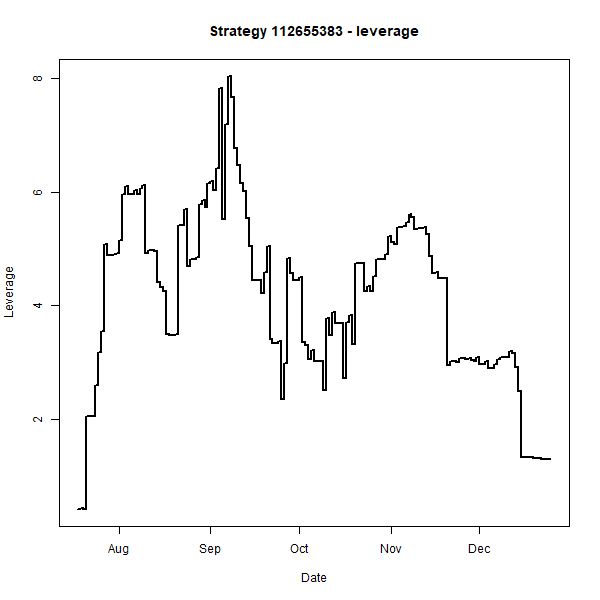 Strategy 112655383 - leverage
8
6
4
2
Leverage
Aug Sep Oct Nov Dec
Date